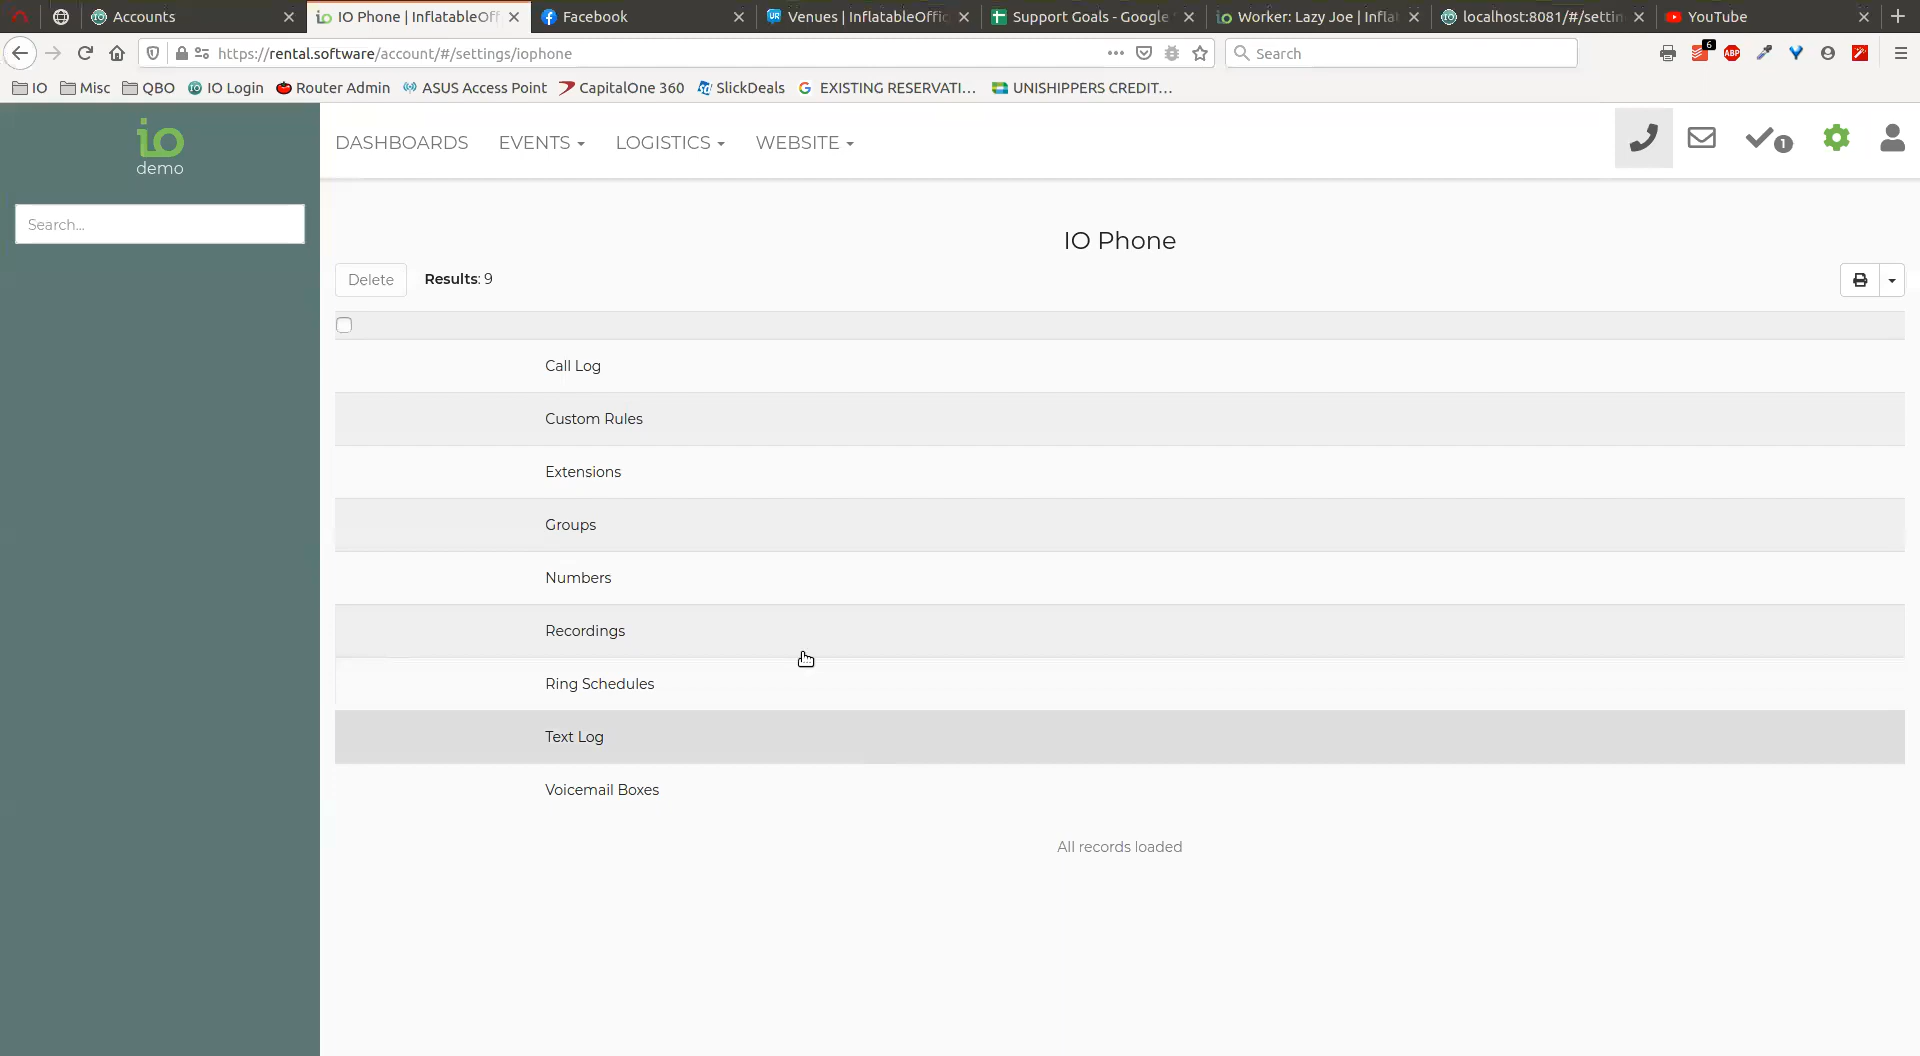 Accounts
IO Phone | InflatableOff
Facebook
Venues | InflatableOffic
Support Goals - Google
Worker: Lazy Joe | Infla
localhost:8081/#/settin
YouTube
https://rental.software/account/#/settings/iophone
Search
6
ABP
IO
Misc
QBO
IO Login
Router Admin
ASUS Access Point
CapitalOne 360
SlickDeals
EXISTING RESERVATI...
UNISHIPPERS CREDIT...
io
demo
Search...
DASHBOARDS
EVENTS
LOGISTICS
WEBSITE
1
IO Phone
Delete
Results: 9
Call Log
Custom Rules
Extensions
Groups
Numbers
Recordings
Ring Schedules
Text Log
Voicemail Boxes
All records loaded